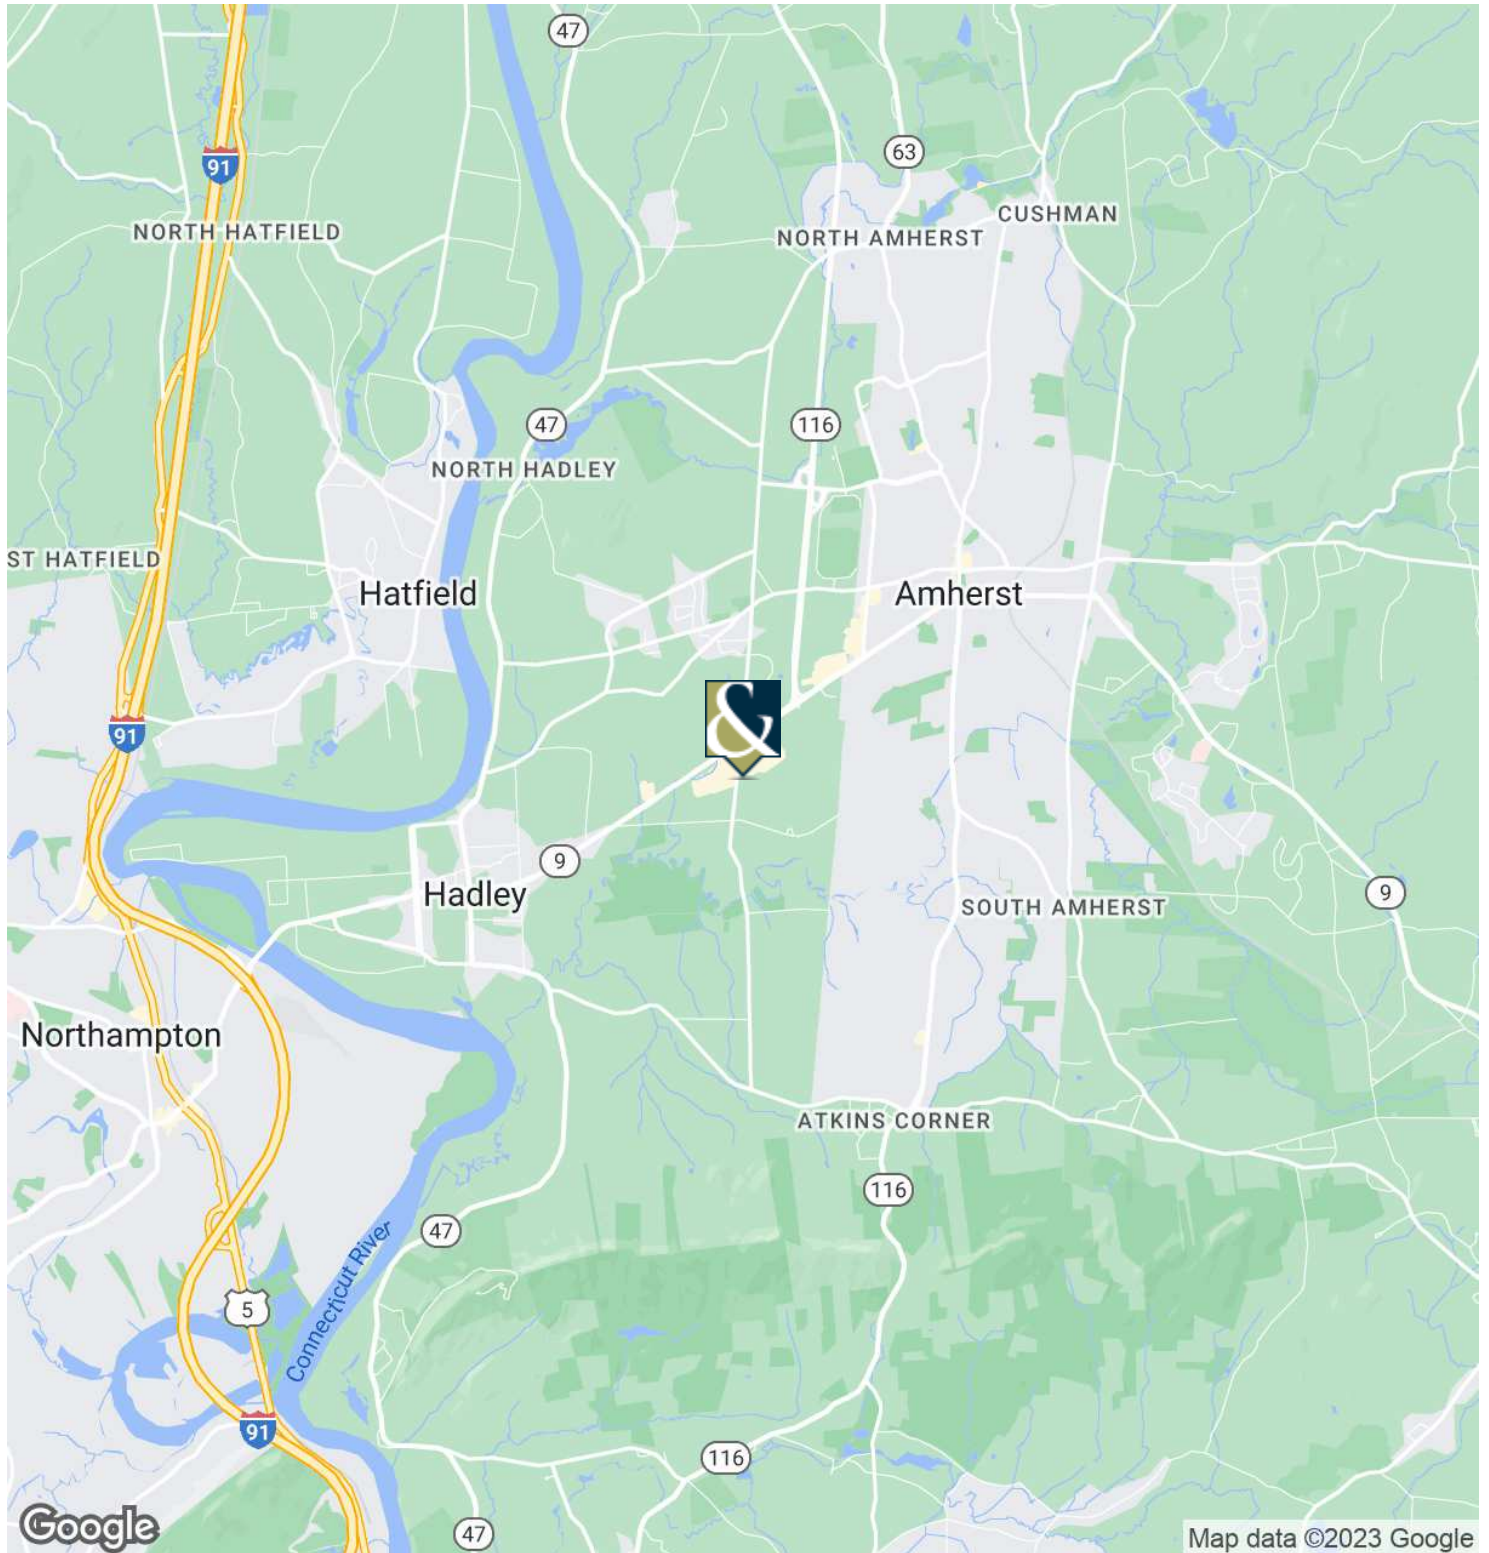 47
63
91
CUSHMAN
NORTH HATFIELD
NORTH AMHERST
47
116
NORTH HADLEY
ST HATFIELD
Hatfield
Amherst
&
91
9
Hadley
9
SOUTH AMHERST
Northampton
ATKINS CORNER
116
47
Connecticut River
5
91
116
47
Google
Map data ©2023 Google